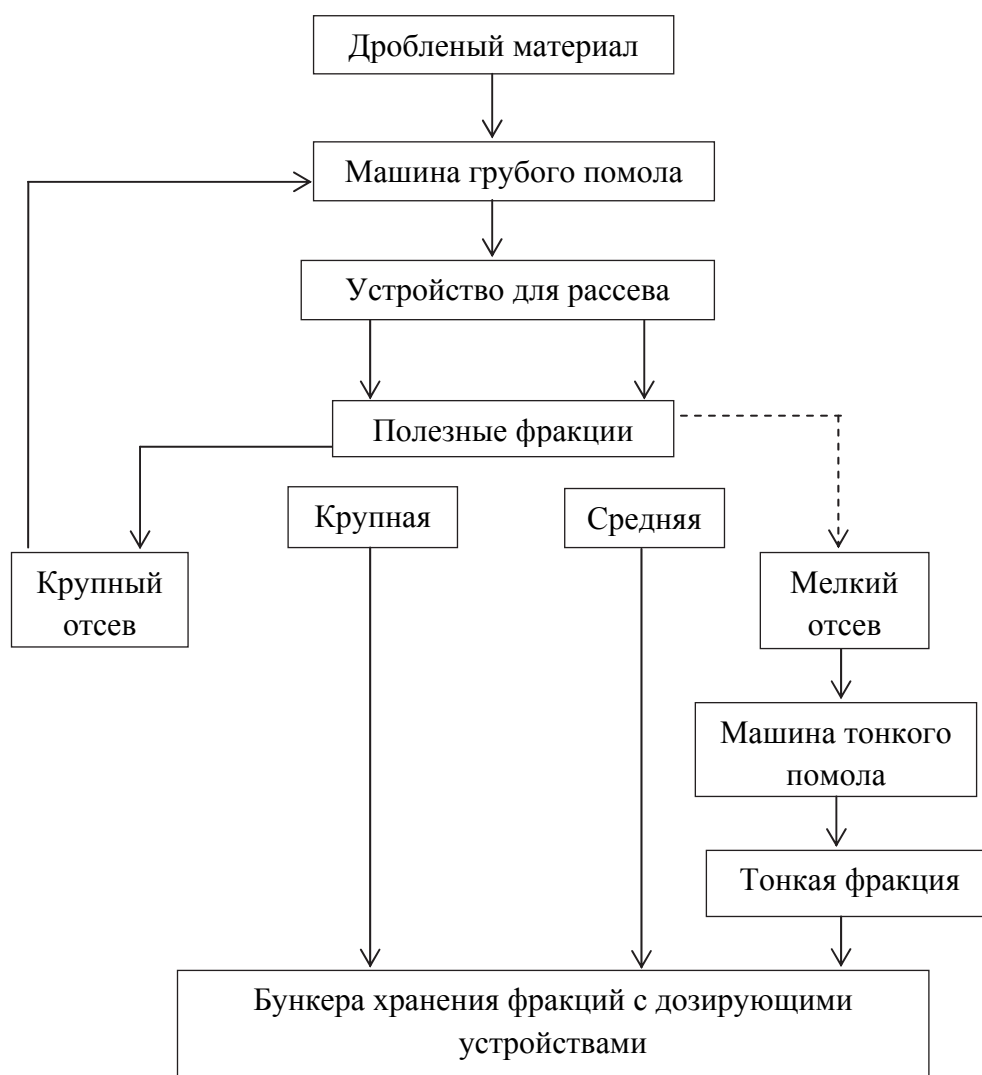 Дробленый материал
Машина грубого помола
Устройство для рассева
Полезные фракции
Крупная
Средняя
Крупный
отсев
Мелкий
отсев
Машина тонкого
помола
Тонкая фракция
Бункера хранения фракций с дозирующими
устройствами